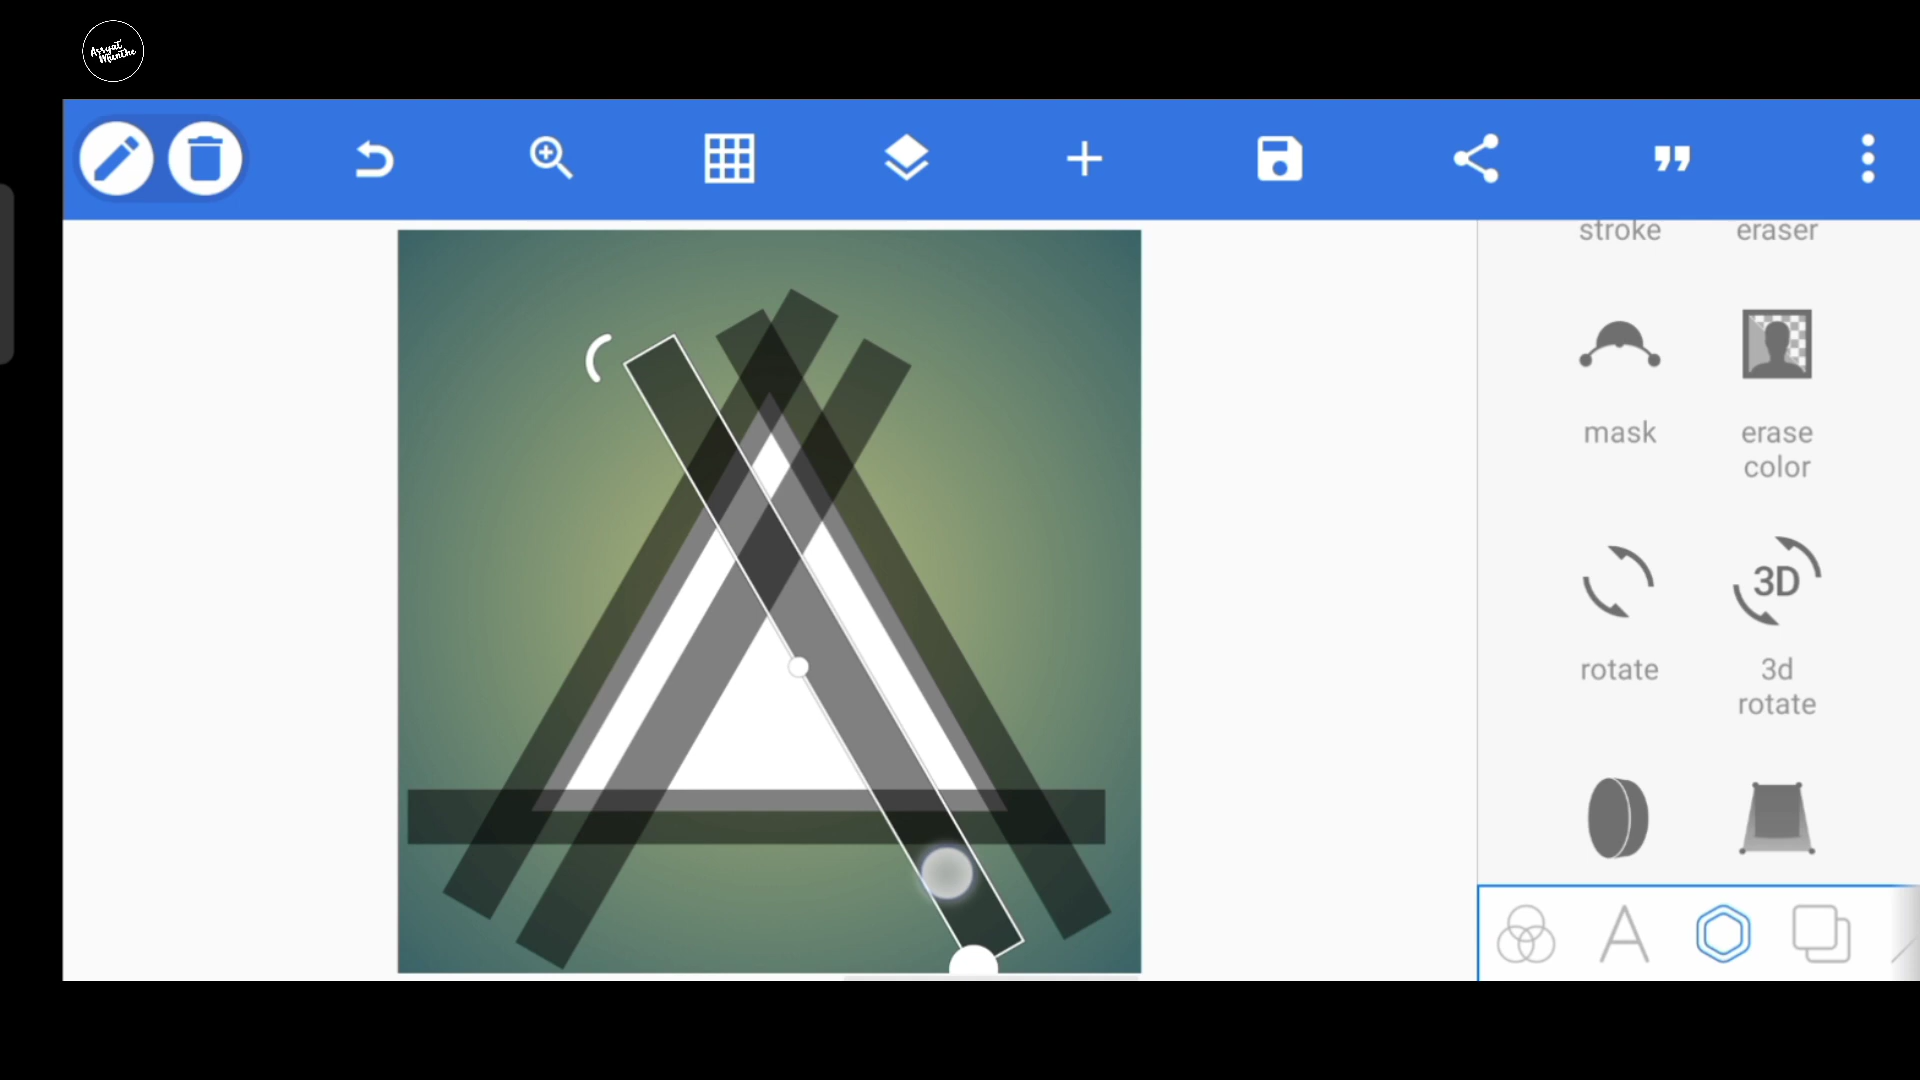 stroke
eraser
mask
erase
color
rotate
3D
3d
rotate